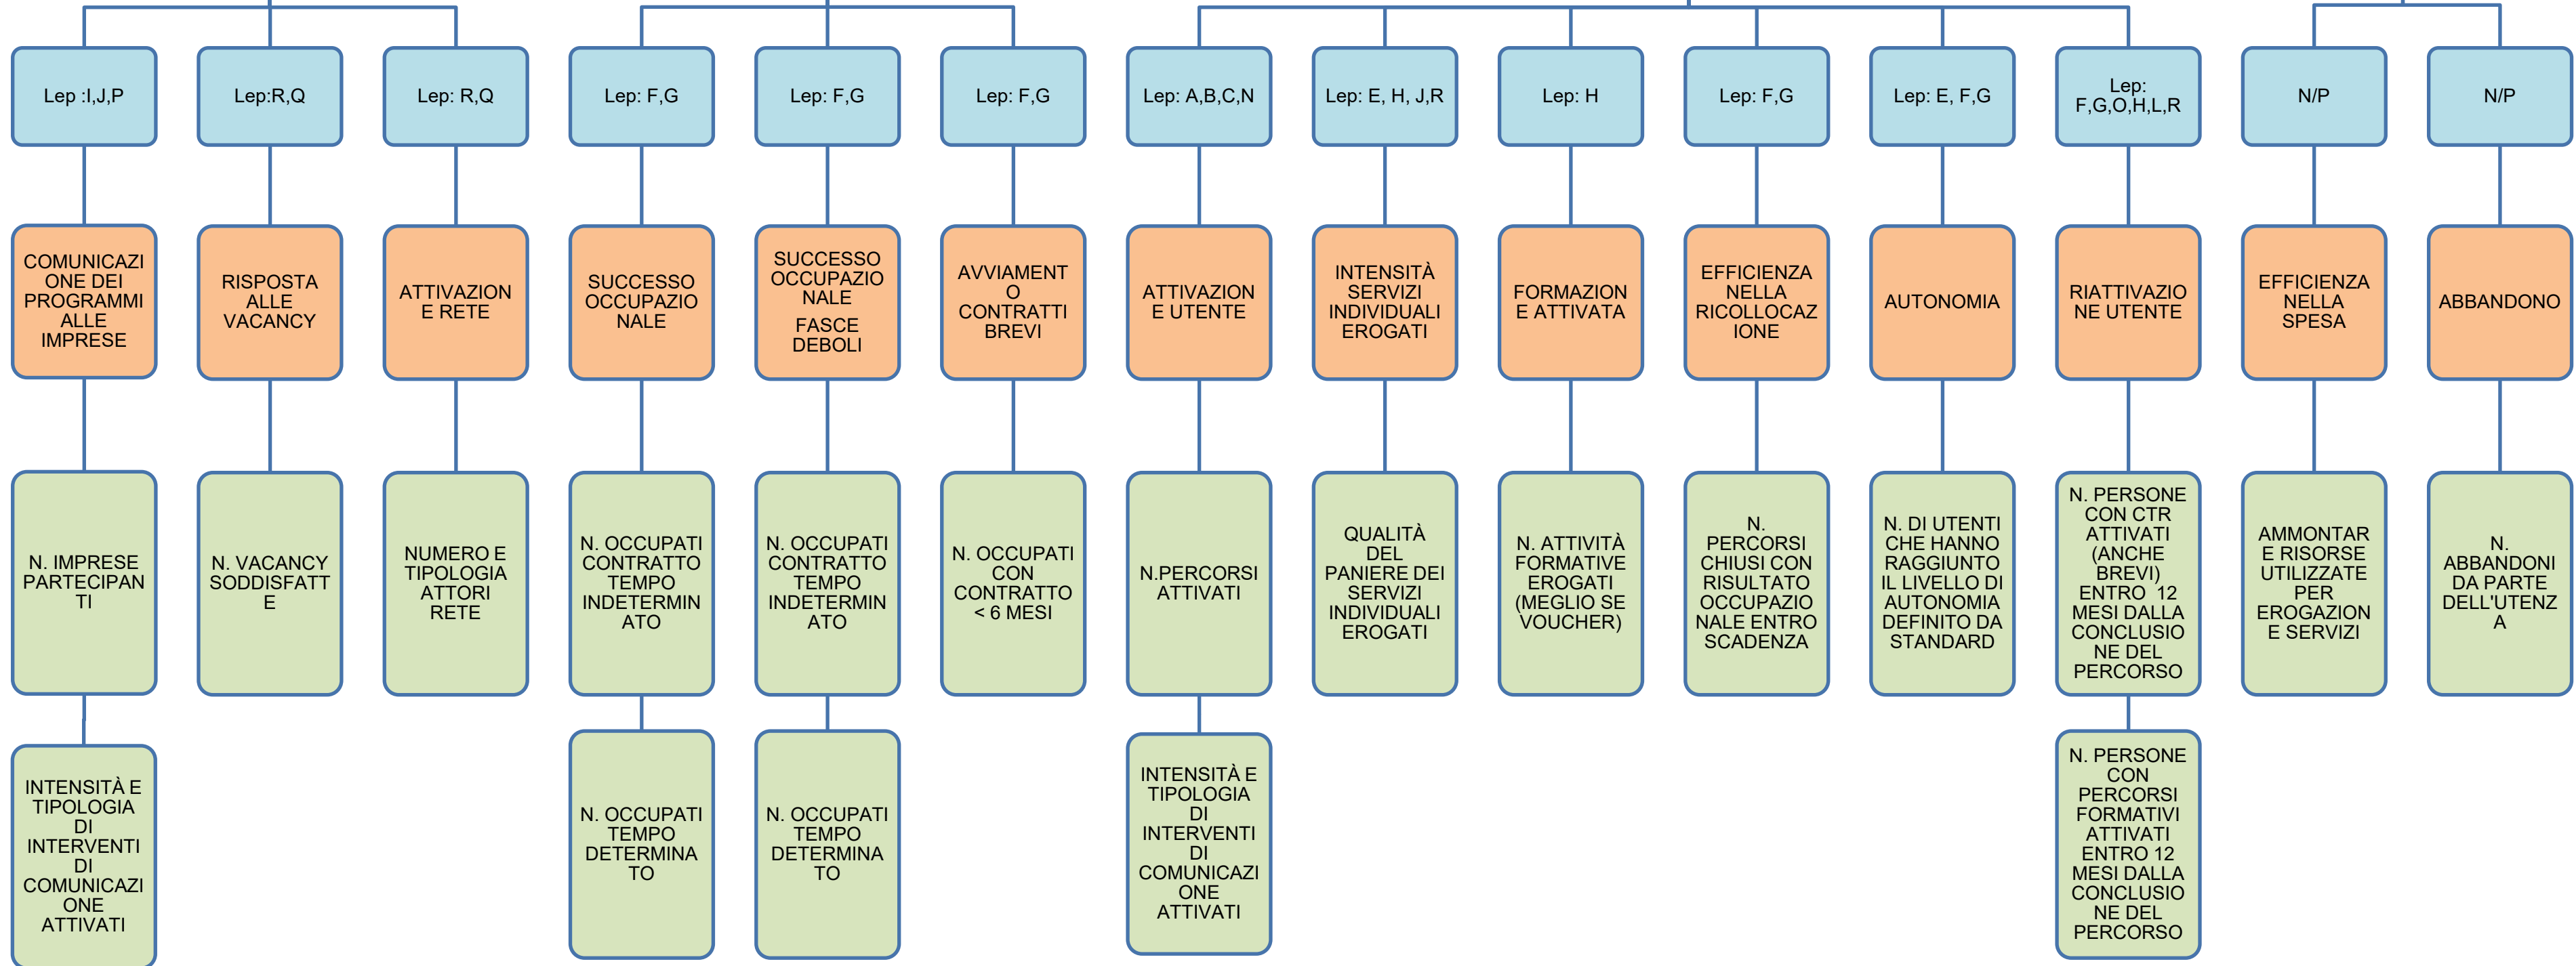 Lep :I,J,P
Lep:R,Q
Lep: R,Q
Lep: F,G
Lep: F,G
Lep: F,G
Lep: A,B,C,N
Lep: E, H, J,R
Lep: H
Lep: F,G
Lep: E, F,G
Lep:
F,G,O,H,L,R
N/P
N/P
COMUNICAZI
ONE DEI
PROGRAMMI
ALLE
IMPRESE
RISPOSTA
ALLE
VACANCY
ATTIVAZION
E RETE
SUCCESSO
OCCUPAZIO
NALE
SUCCESSO
OCCUPAZIO
NALE
FASCE
DEBOLI
AVVIAMENT
O
CONTRATTI
BREVI
ATTIVAZION
E UTENTE
INTENSITÀ
SERVIZI
INDIVIDUALI
EROGATI
FORMAZION
E ATTIVATA
EFFICIENZA
NELLA
RICOLLOCAZ
IONE
AUTONOMIA
RIATTIVAZIO
NE UTENTE
EFFICIENZA
NELLA
SPESA
ABBANDONO
N. IMPRESE
PARTECIPAN
TI
N. VACANCY
SODDISFATT
E
NUMERO E
TIPOLOGIA
ATTORI
RETE
N. OCCUPATI
CONTRATTO
TEMPO
INDETERMIN
ATO
N. OCCUPATI
CONTRATTO
TEMPO
INDETERMIN
ATO
N. OCCUPATI
CON
CONTRATTO
< 6 MESI
N.PERCORSI
ATTIVATI
QUALITÀ
DEL
PANIERE DEI
SERVIZI
INDIVIDUALI
EROGATI
N. ATTIVITÀ
FORMATIVE
EROGATI
(MEGLIO SE
VOUCHER)
N.
PERCORSI
CHIUSI CON
RISULTATO
OCCUPAZIO
NALE ENTRO
SCADENZA
N. DI UTENTI
CHE HANNO
RAGGIUNTO
IL LIVELLO DI
AUTONOMIA
DEFINITO DA
STANDARD
N. PERSONE
CON CTR
ATTIVATI
(ANCHE
BREVI)
ENTRO 12
MESI DALLA
CONCLUSIO
NE DEL
PERCORSO
AMMONTAR
E RISORSE
UTILIZZATE
PER
EROGAZION
E SERVIZI
N.
ABBANDONI
DA PARTE
DELL'UTENZ
A
INTENSITÀ E
TIPOLOGIA
DI
INTERVENTI
DI
COMUNICAZI
ONE
ATTIVATI
N. OCCUPATI
TEMPO
DETERMINA
TO
N. OCCUPATI
TEMPO
DETERMINA
TO
INTENSITÀ E
TIPOLOGIA
DI
INTERVENTI
DI
COMUNICAZI
ONE
ATTIVATI
N. PERSONE
CON
PERCORSI
FORMATIVI
ATTIVATI
ENTRO 12
MESI DALLA
CONCLUSIO
NE DEL
PERCORSO